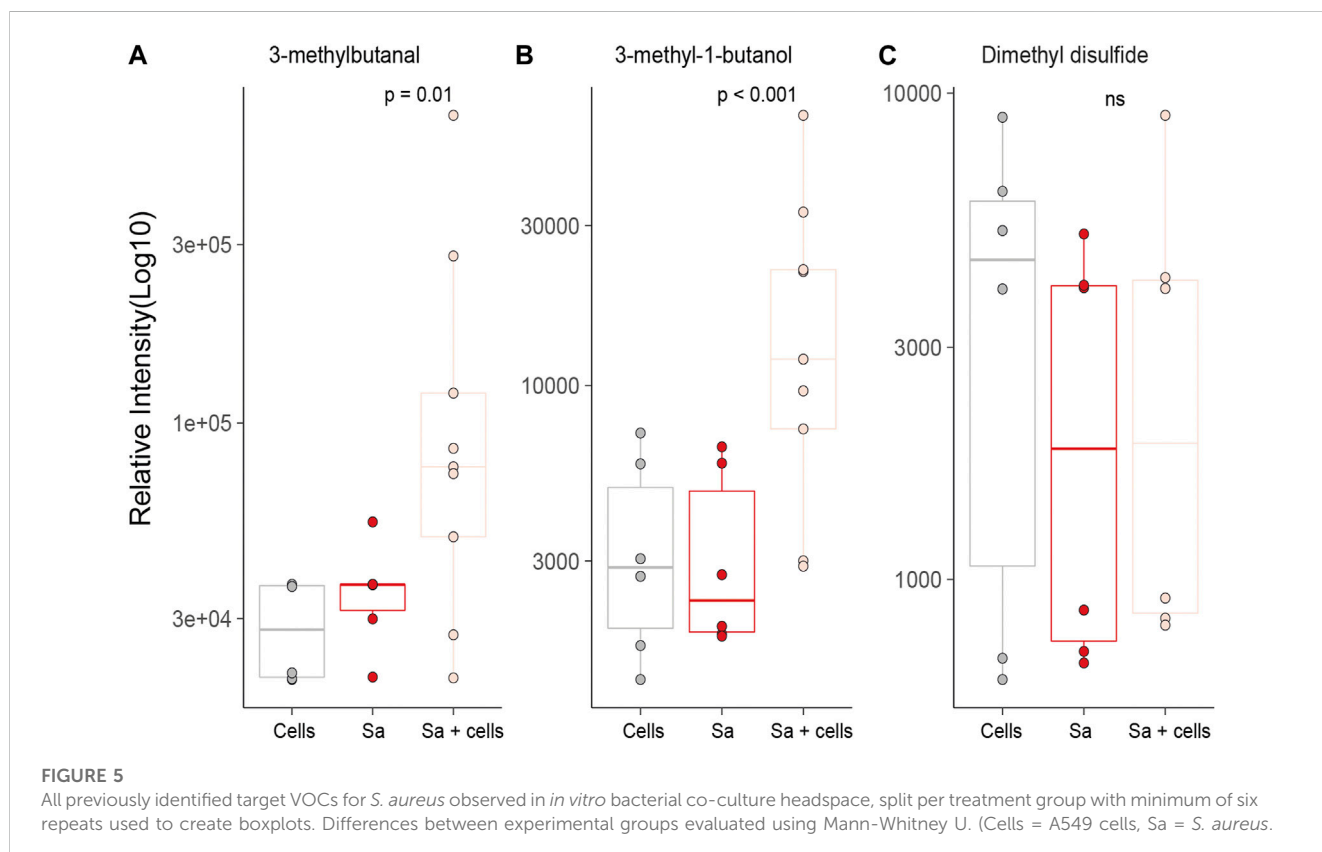 A 3-methylbutanal
p = 0.01
Relative Intensity(Log10)
3e+05
1e+05
3e+04
Cells Sa Sa + cells
B 3-methyl-1-butanol
p < 0.001
30000
10000
3000
Cells Sa Sa + cells
C Dimethyl disulfide
ns
10000
3000
1000
Cells Sa Sa + cells
FIGURE 5
All previously identified target VOCs for S. aureus observed in in vitro bacterial co-culture headspace, split per treatment group with minimum of six
repeats used to create boxplots. Differences between experimental groups evaluated using Mann-Whitney U. (Cells = A549 cells, Sa = S. aureus.